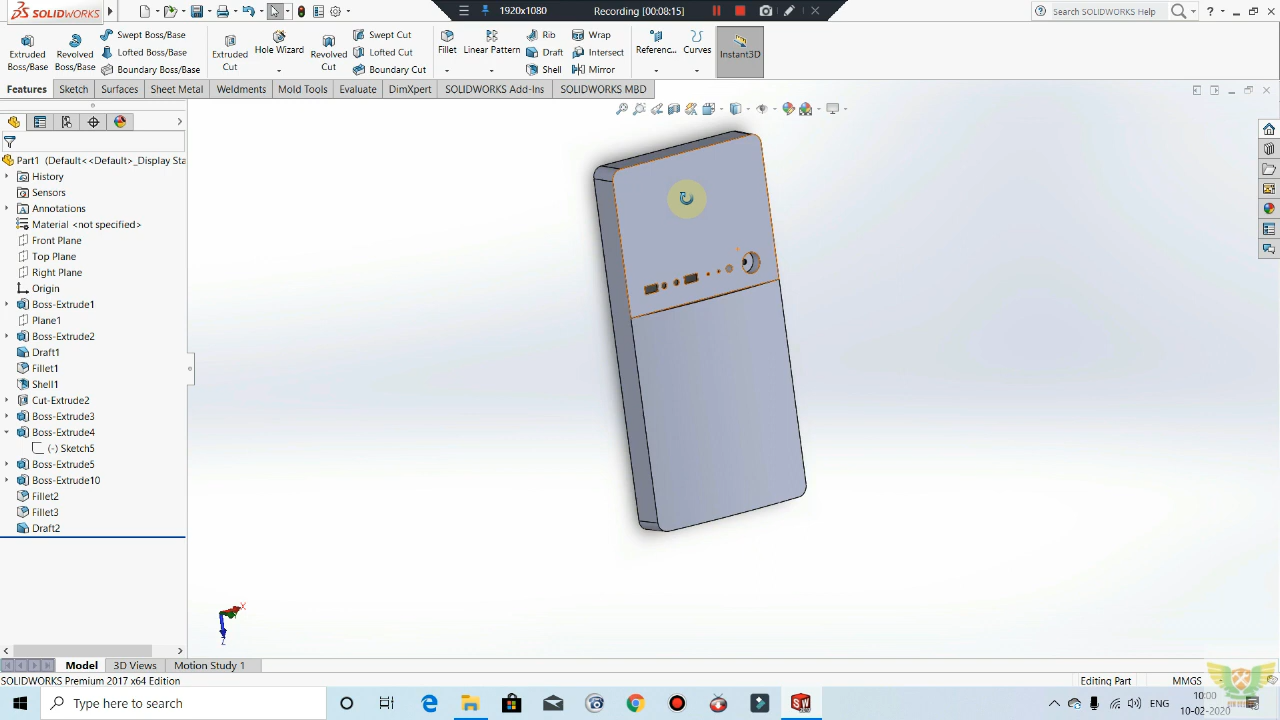 SOLIDWORKS
1920x1080
Recording [00:08:15]
Search SOLIDWORKS Help
?
Extruded Boss/Base
Revolved Boss/Base
Swept Boss/Base
Lofted Boss/Base
Boundary Boss/Base
Extruded Cut
Hole Wizard
Revolved Cut
Swept Cut
Lofted Cut
Boundary Cut
Fillet
Linear Pattern
Rib
Draft
Shell
Wrap
Intersect
Mirror
Referenc...
Curves
Instant3D
Features
Sketch
Surfaces
Sheet Metal
Weldments
Mold Tools
Evaluate
DimXpert
SOLIDWORKS Add-Ins
SOLIDWORKS MBD
Part1 (Default<<Default>_Display Sta
History
Sensors
Annotations
Material <not specified>
Front Plane
Top Plane
Right Plane
Origin
Boss-Extrude1
Plane1
Boss-Extrude2
Draft1
Fillet1
Shell1
Cut-Extrude2
Boss-Extrude3
Boss-Extrude4
(-) Sketch5
Boss-Extrude5
Boss-Extrude10
Fillet2
Fillet3
Draft2
X
Z
Model
3D Views
Motion Study 1
SOLIDWORKS Premium 2017 x64 Edition
Editing Part
MMGS
Type here to search
ENG
10:00
10-02-2020